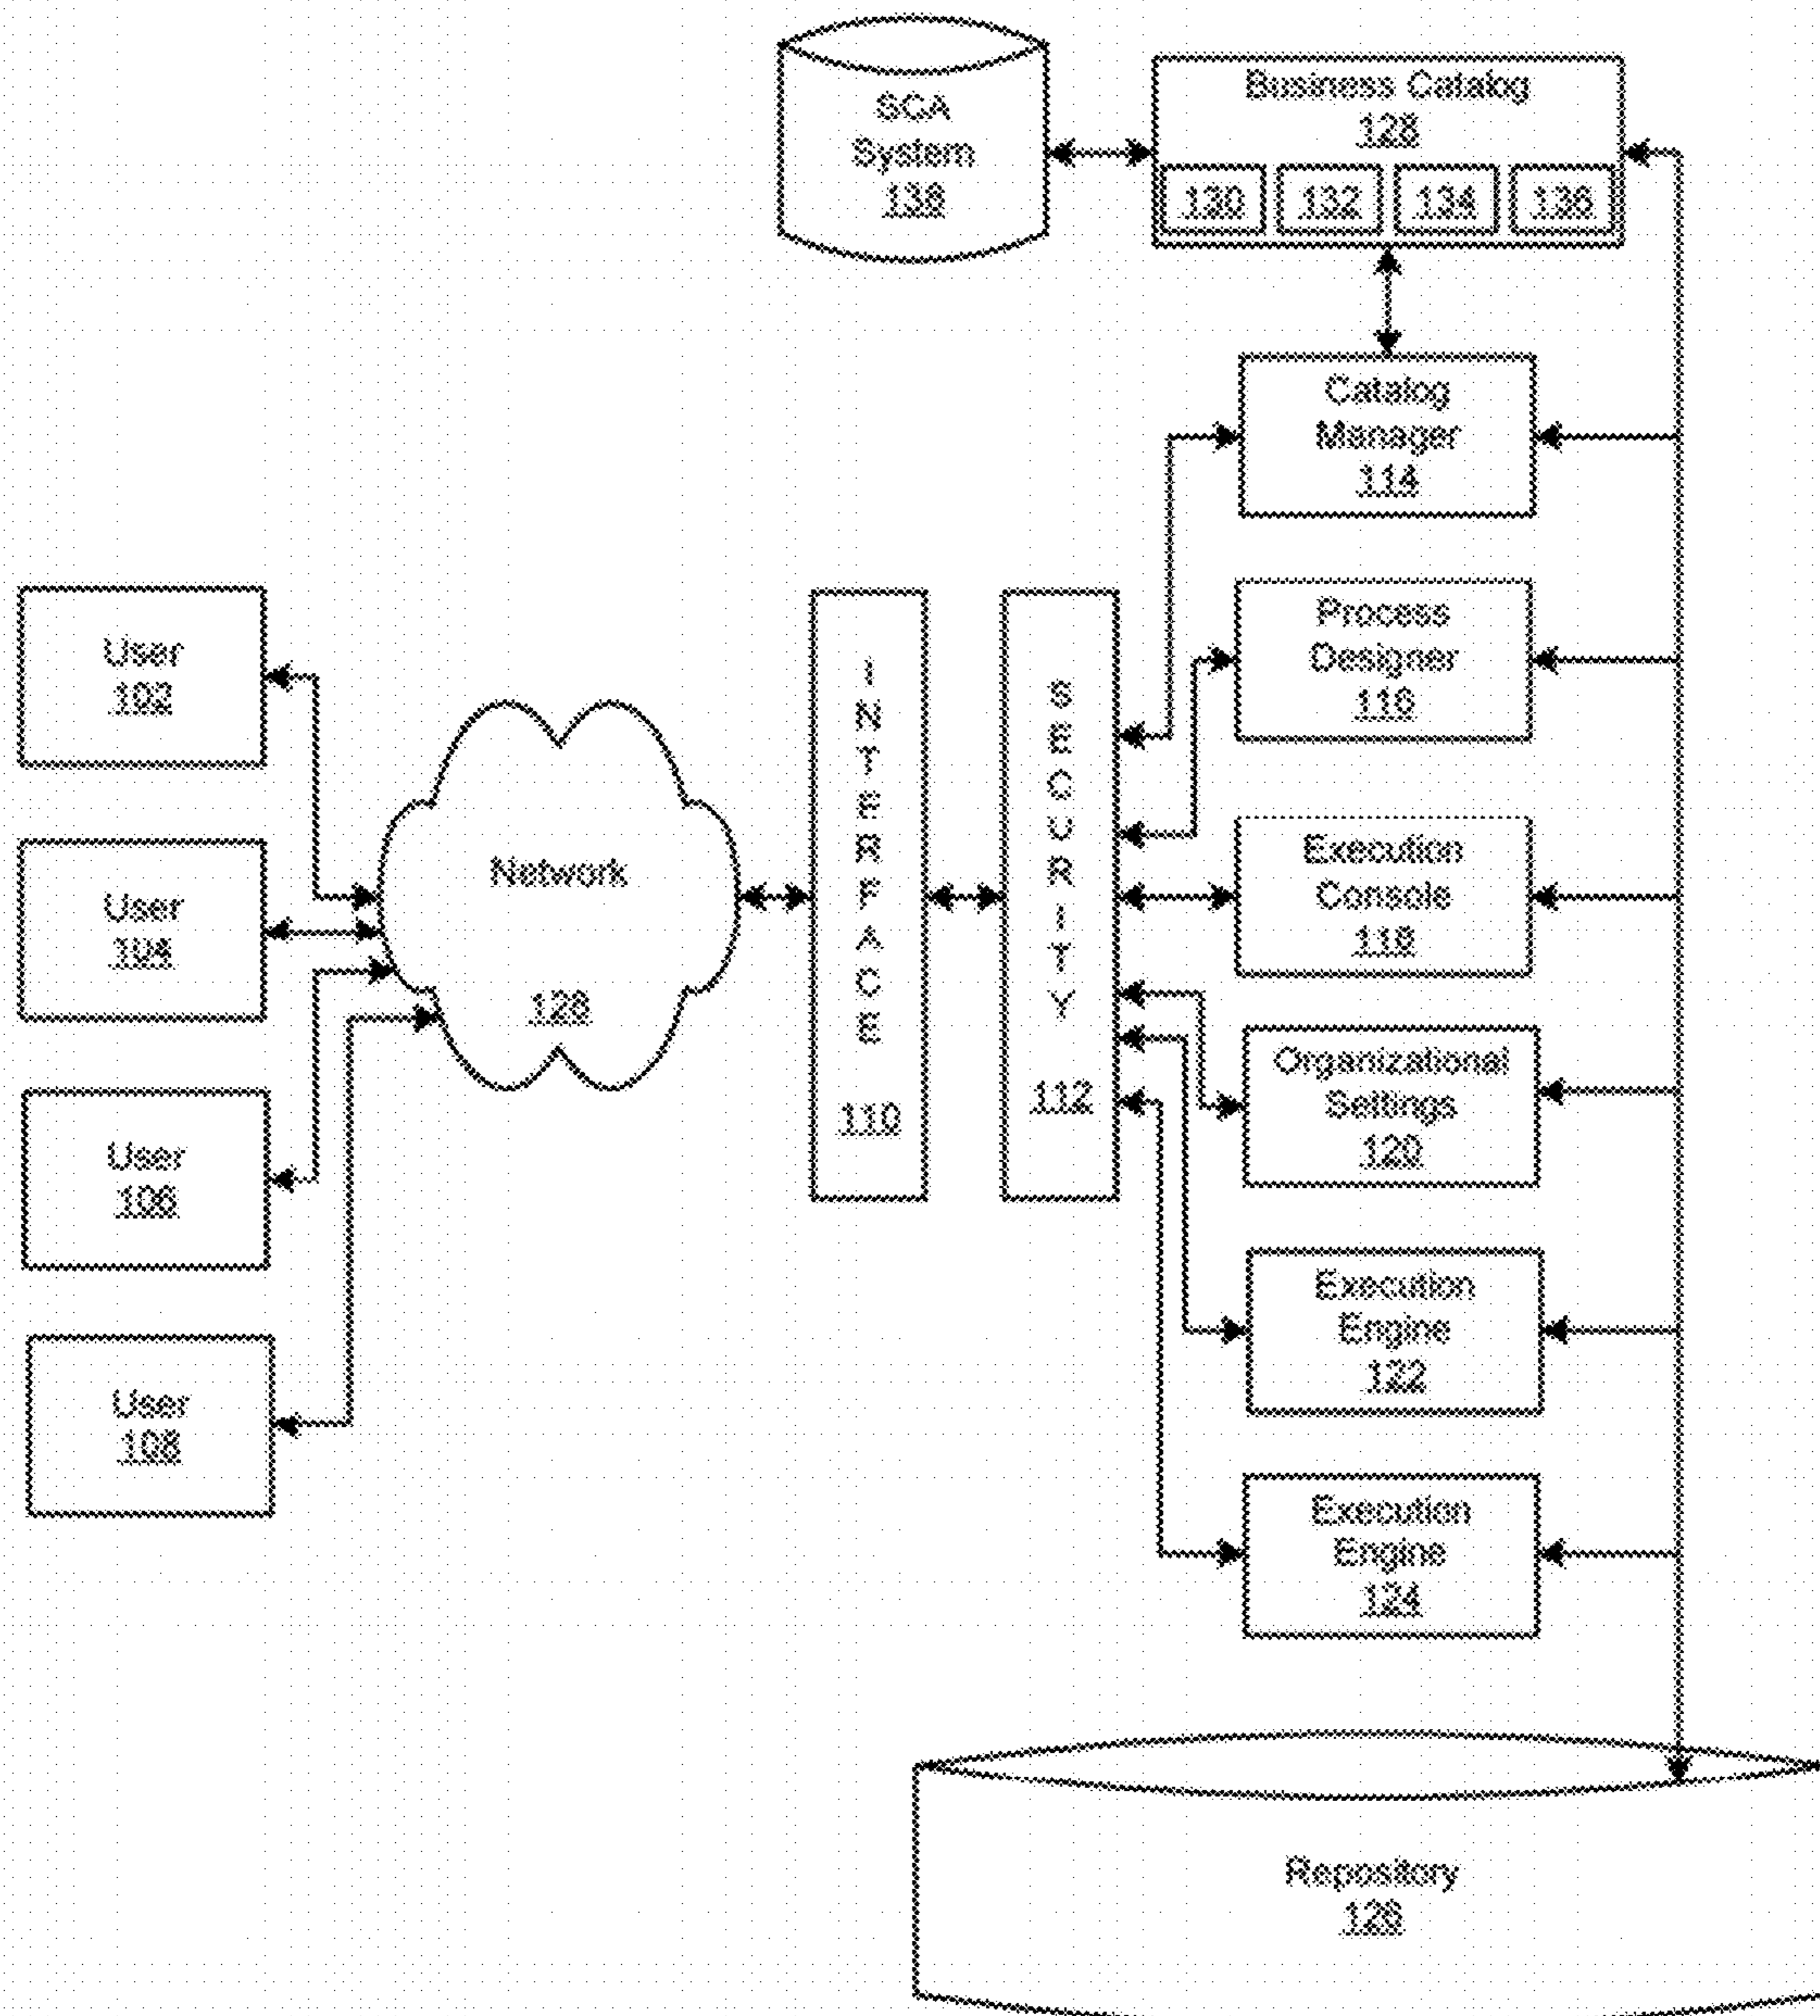 SCA
System
138
Business Catalog
128
130 132 134 136
Catalog
Manager
114
Process
Designer
116
Execution
Console
118
Organizational
Settings
120
Execution
Engine
122
Execution
Engine
124
User
102
User
104
User
106
User
108
Network
128
INTERFACE
110
SECURITY
112
Repository